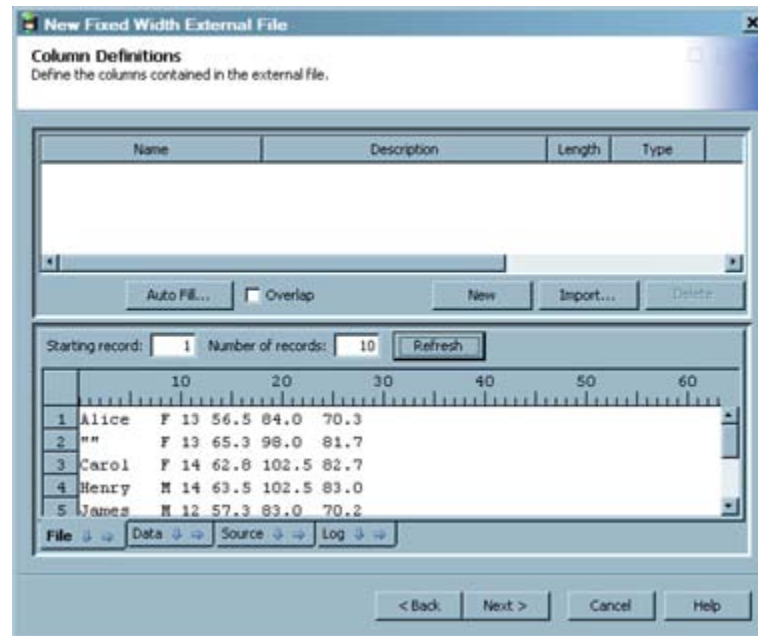 New Fixed Width External File
Column Definitions
Define the columns contained in the external file.
Name Description Length Type
Auto Fill... Overlap New Import... Delete
Starting record: 1 Number of records: 10 Refresh
10 20 30 40 50 60
1 Alice F 13 56.5 84.0 70.3
2 "" F 13 65.3 98.0 81.7
3 Carol F 14 62.8 102.5 82.7
4 Henry M 14 63.5 102.5 83.0
5 James M 12 57.3 83.0 70.2
File Data Source Log
< Back Next > Cancel Help